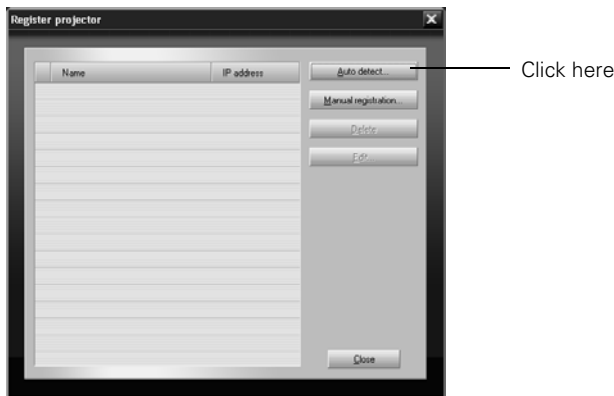 Register projector
Name IP address
Auto detect...
Click here
Manual registration...
Delete
Edit...
Close